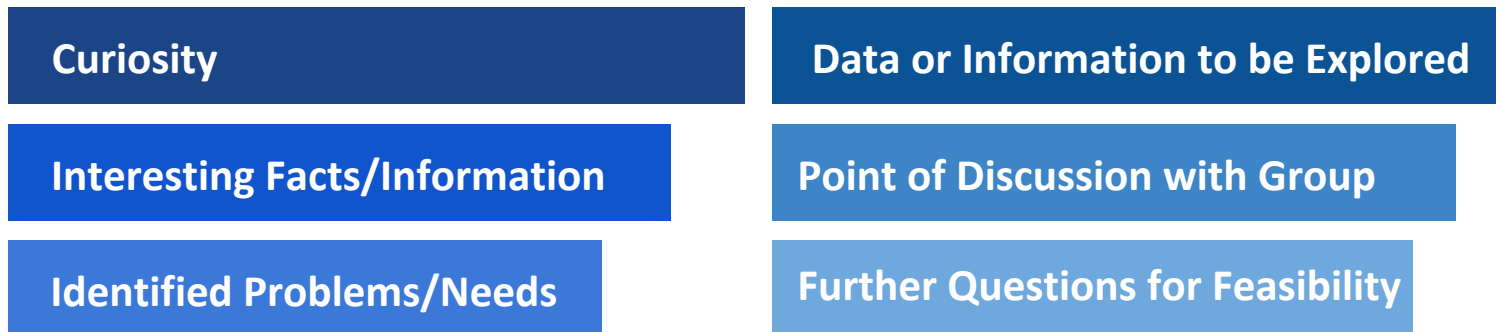 Curiosity
Interesting Facts/Information
Identified Problems/Needs
Data or Information to be Explored
Point of Discussion with Group
Further Questions for Feasibility